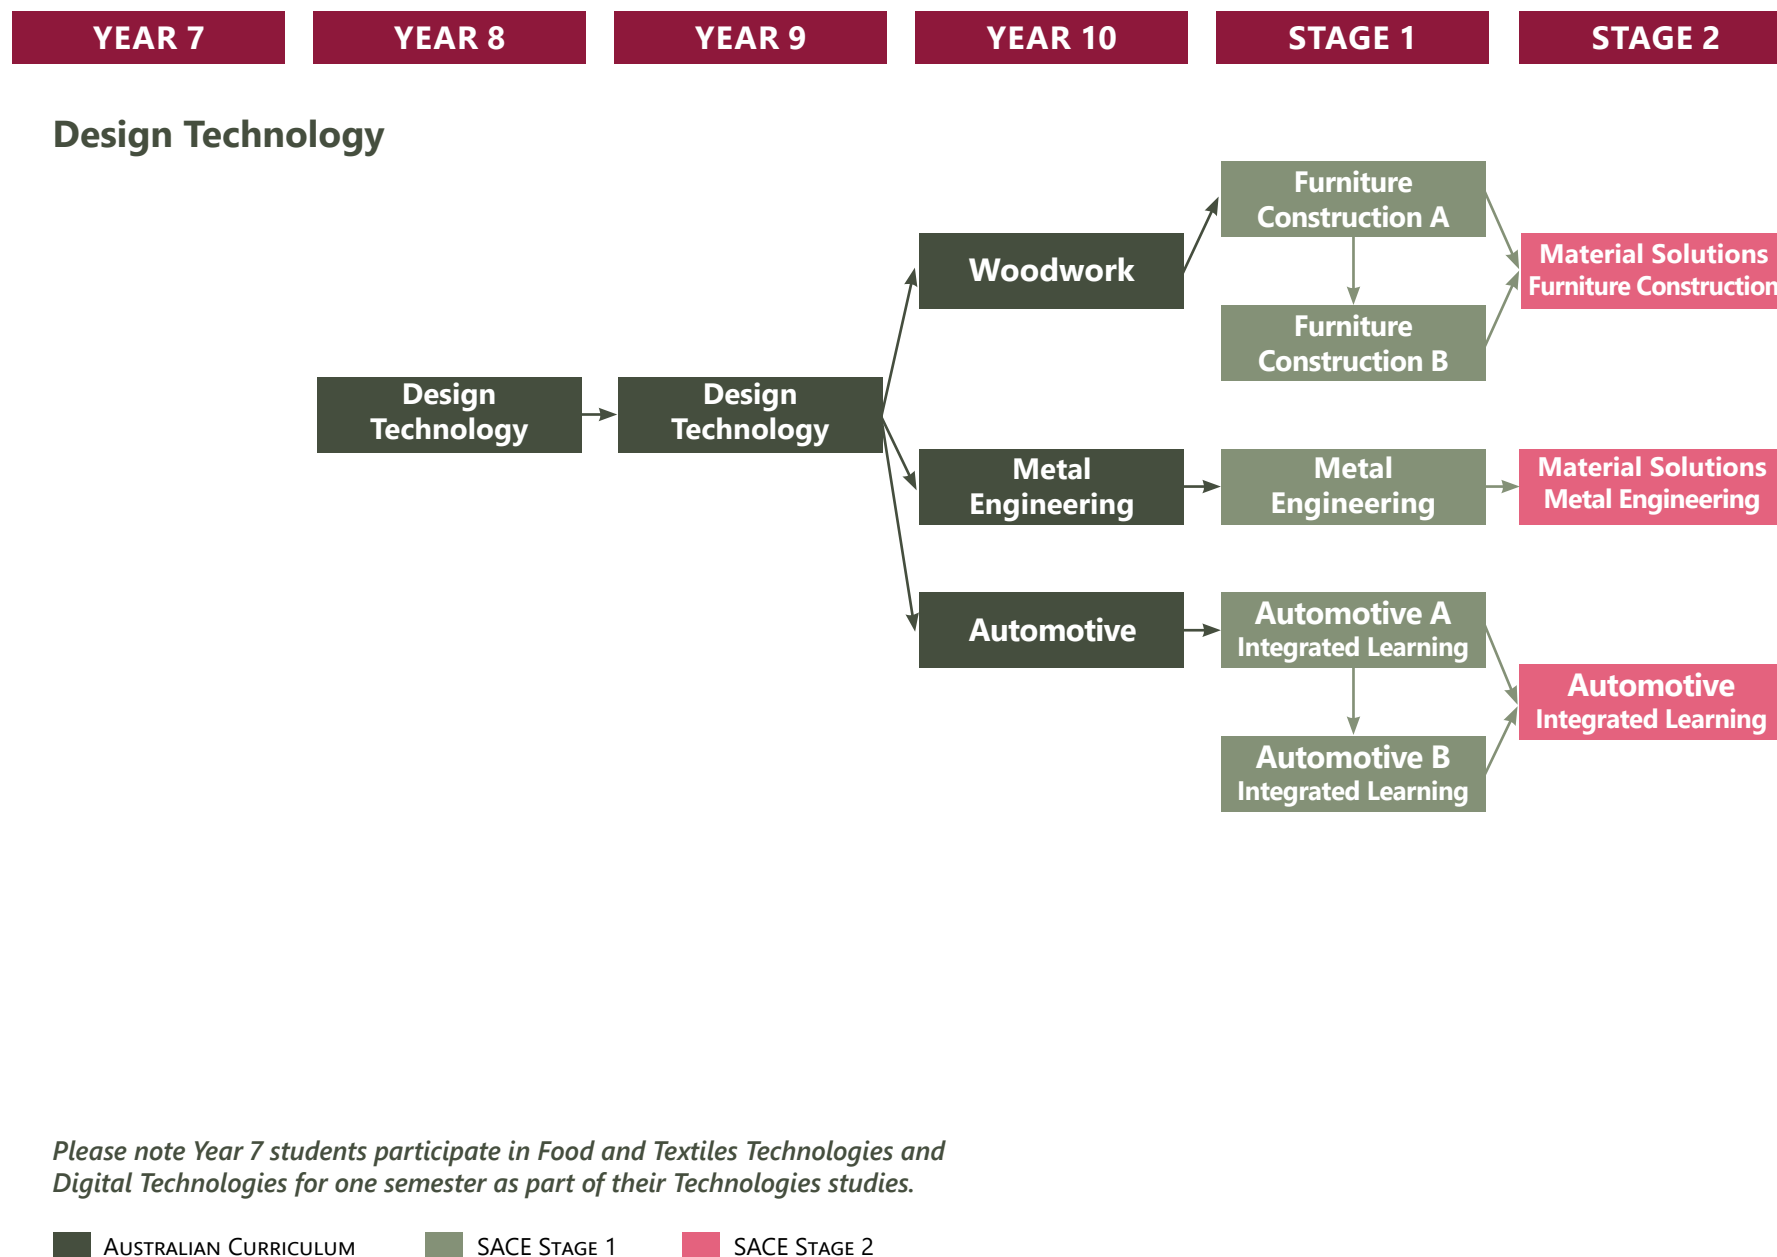 YEAR 7
YEAR 8
YEAR 9
YEAR 10
STAGE 1
STAGE 2
Design Technology
Design
Technology
Design
Technology
Woodwork
Metal
Engineering
Automotive
Furniture
Construction A
Furniture
Construction B
Metal
Engineering
Automotive A
Integrated Learning
Automotive B
Integrated Learning
Material Solutions
Furniture Construction
Material Solutions
Metal Engineering
Automotive
Integrated Learning
Please note Year 7 students participate in Food and Textiles Technologies and
Digital Technologies for one semester as part of their Technologies studies.
Australian Curriculum
SACE Stage 1
SACE Stage 2